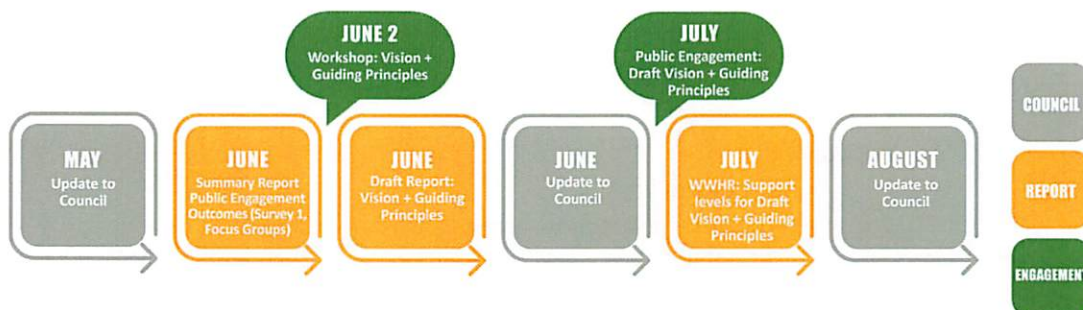 JUNE 2
Workshop: Vision +
Guiding Principles
JULY
Public Engagement:
Draft Vision + Guiding
Principles
MAY
Update to
Council
JUNE
Summary Report
Public Engagement
Outcomes (Survey 1,
Focus Groups)
JUNE
Draft Report:
Vision + Guiding
Principles
JUNE
Update to
Council
JULY
WWHR: Support
levels for Draft
Vision + Guiding
Principles
AUGUST
Update to
Council
COUNCIL
REPORT
ENGAGEMENT